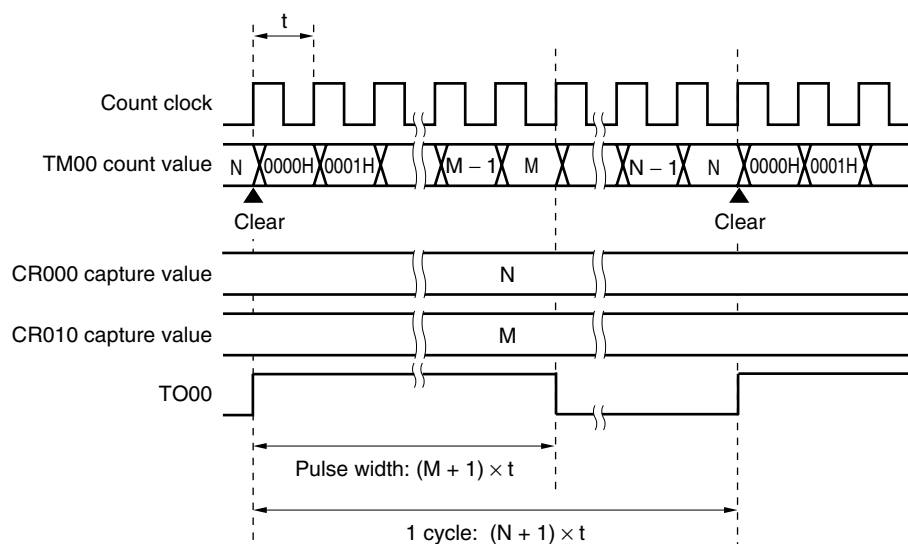 t
Count clock
TM00 count value
N 0000H 0001H M – 1 M N – 1 N 0000H 0001H
Clear Clear
CR000 capture value
N
CR010 capture value
M
TO00
Pulse width: (M + 1) × t
1 cycle: (N + 1) × t